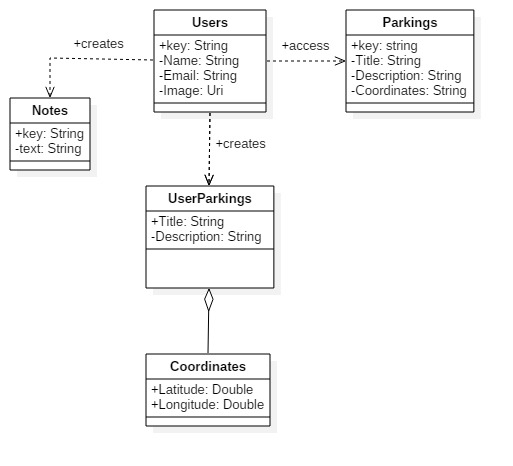 Users
+key: String
-Name: String
-Email: String
-Image: Uri
+access
Parkings
+key: string
-Title: String
-Description: String
-Coordinates: String
+creates
Notes
+key: String
-text: String
+creates
UserParkings
+Title: String
-Description: String
Coordinates
+Latitude: Double
+Longitude: Double